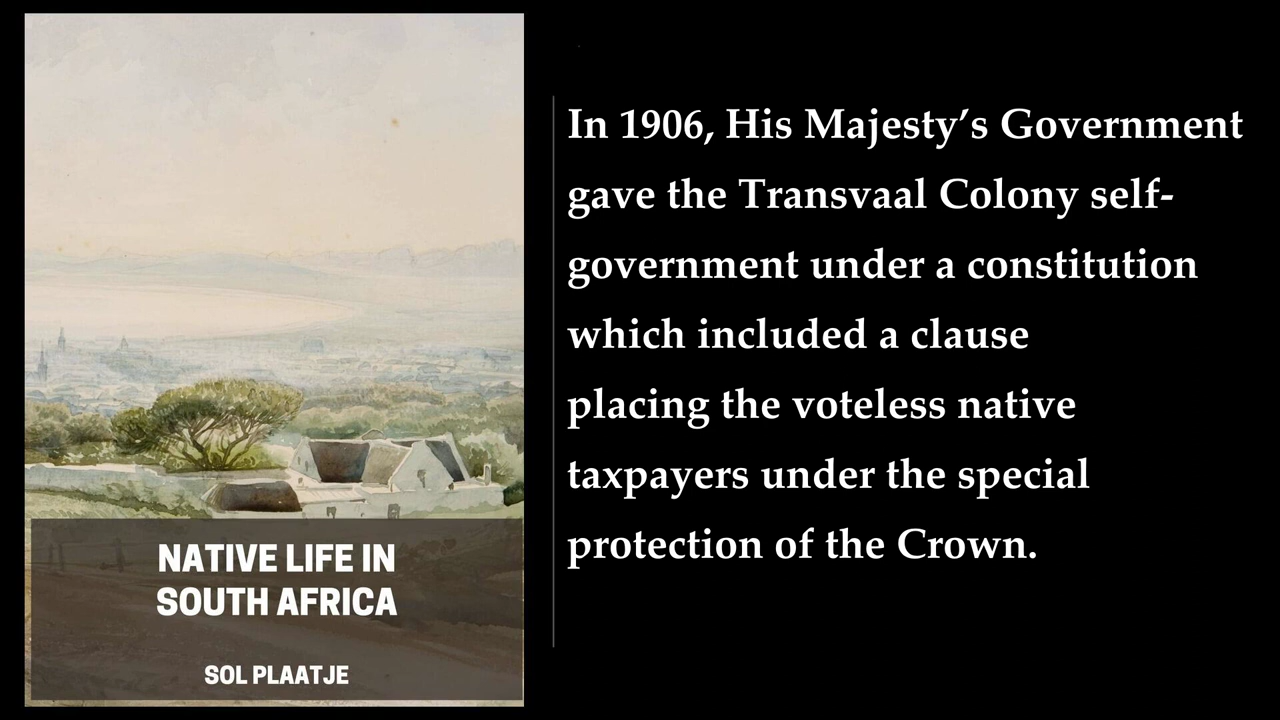 NATIVE LIFE IN
SOUTH AFRICA
SOL PLAATJE
In 1906, His Majesty’s Government
gave the Transvaal Colony self-
government under a constitution
which included a clause
placing the voteless native
taxpayers under the special
protection of the Crown.